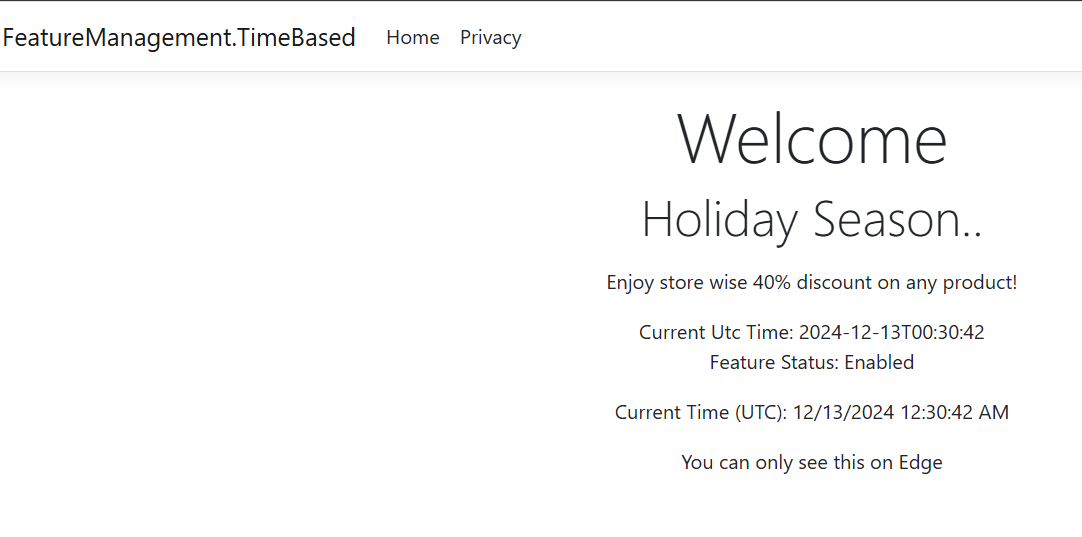 FeatureManagement.TimeBased Home Privacy
Welcome
Holiday Season..
Enjoy store wise 40% discount on any product!
Current Utc Time: 2024-12-13T00:30:42
Feature Status: Enabled
Current Time (UTC): 12/13/2024 12:30:42 AM
You can only see this on Edge